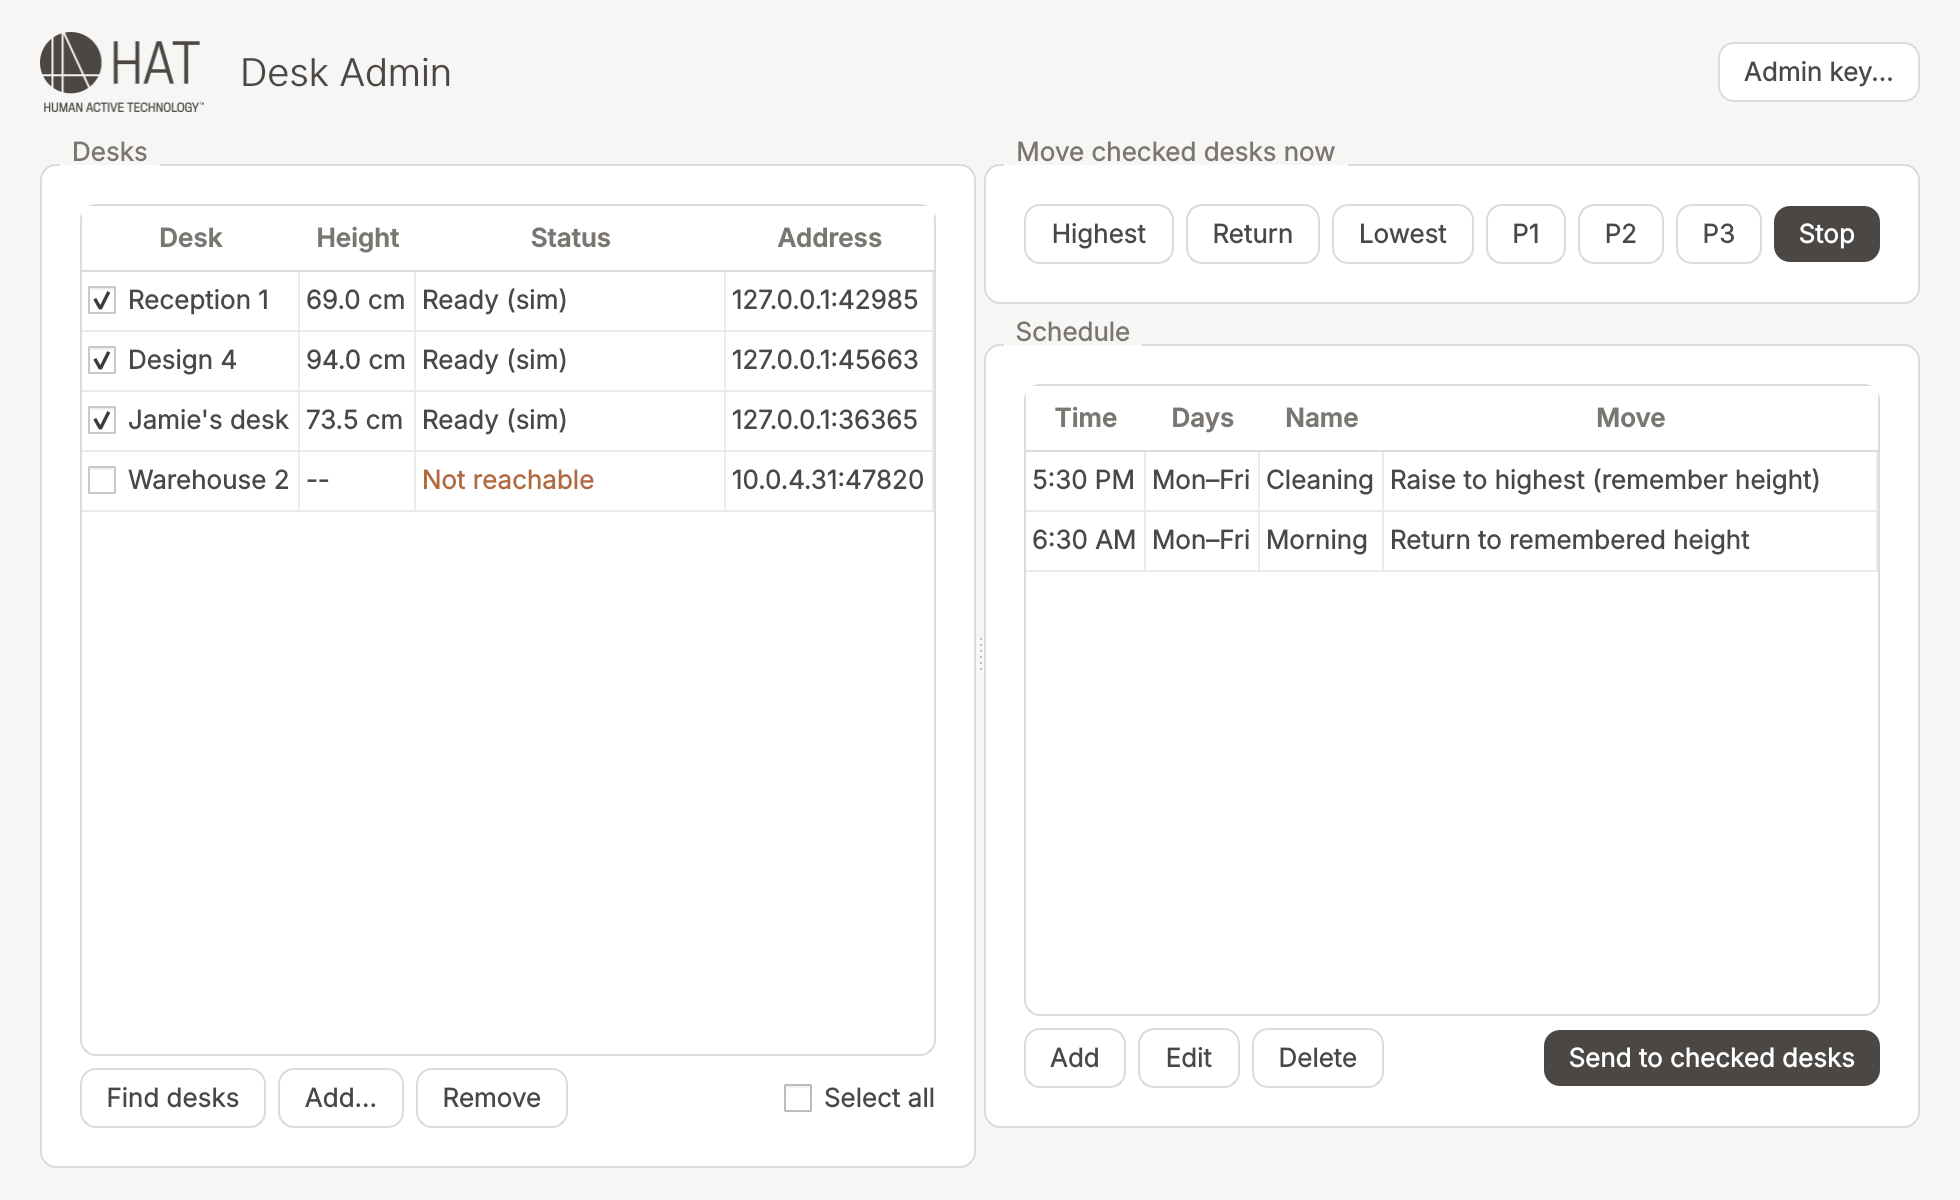 HAT
HUMAN ACTIVE TECHNOLOGY™
Desk Admin
Admin key...
Desks
Desk Height Status Address
Reception 1 69.0 cm Ready (sim) 127.0.0.1:42985
Design 4 94.0 cm Ready (sim) 127.0.0.1:45663
Jamie's desk 73.5 cm Ready (sim) 127.0.0.1:36365
Warehouse 2 -- Not reachable 10.0.4.31:47820
Find desks Add... Remove Select all
Move checked desks now
Highest Return Lowest P1 P2 P3 Stop
Schedule
Time Days Name Move
5:30 PM Mon–Fri Cleaning Raise to highest (remember height)
6:30 AM Mon–Fri Morning Return to remembered height
Add Edit Delete Send to checked desks